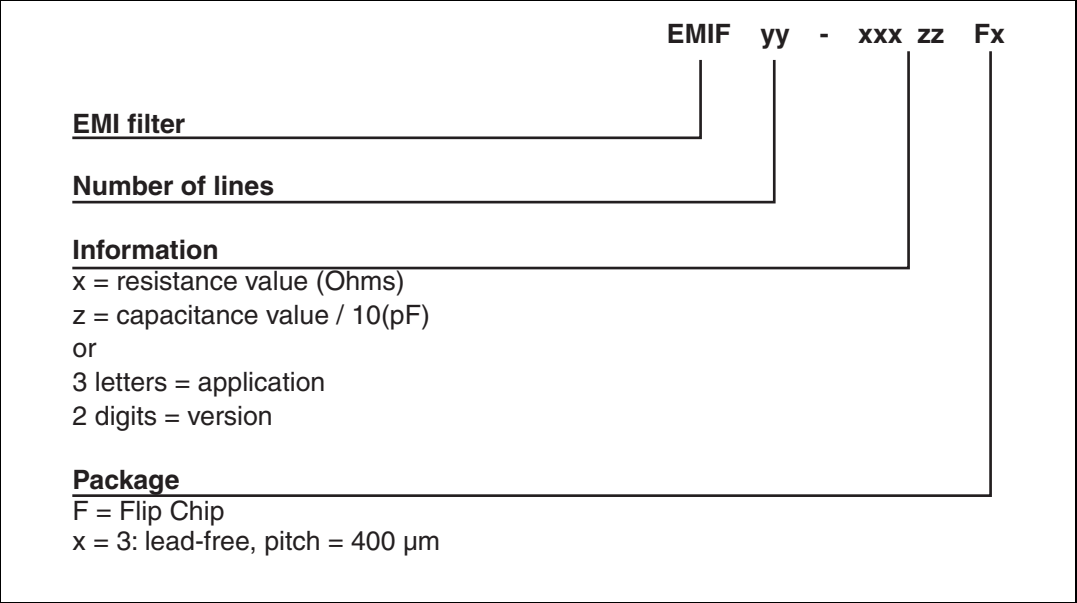 EMIF yy - xxx zz Fx
EMI filter
Number of lines
Information
x = resistance value (Ohms)
z = capacitance value / 10(pF)
or
3 letters = application
2 digits = version
Package
F = Flip Chip
x = 3: lead-free, pitch = 400 µm